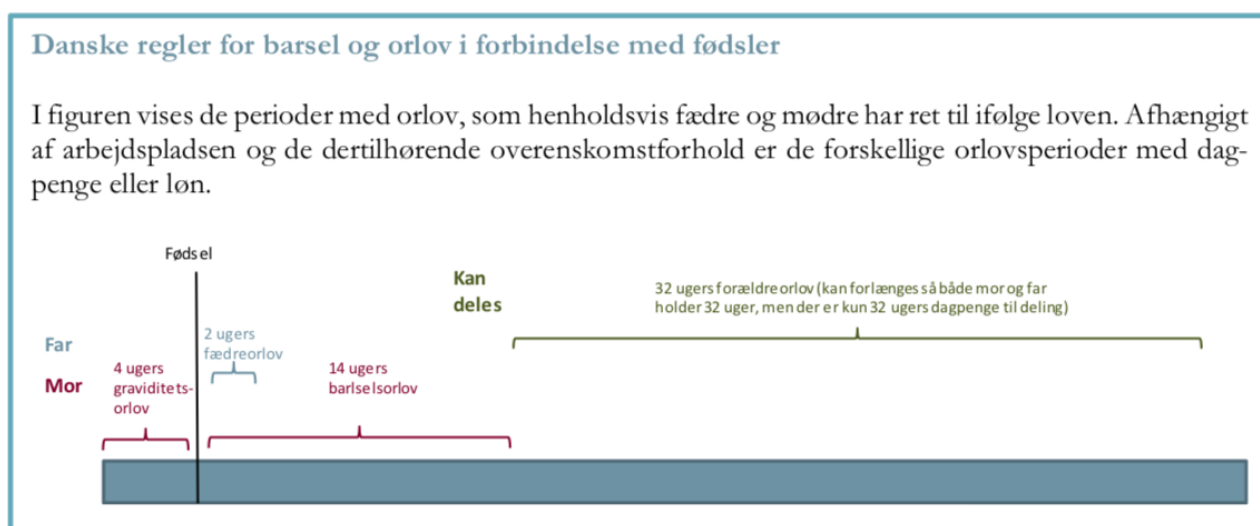 Danske regler for barsel og orlov i forbindelse med fødsler
I figuren vises de perioder med orlov, som henholdsvis fædre og mødre har ret til ifølge loven. Afhængigt
af arbejdspladsen og de dertilhørende overenskomstforhold er de forskellige orlovsperioder med dag-
penge eller løn.
Fødsel
Kan
deles
32 ugers forældreorlov (kan forlænges så både mor og far
holder 32 uger, men der er kun 32 ugers dagpenge til deling)
Far
2 ugers
fædreorlov
Mor
4 ugers
graviditets-
orlov
14 ugers
barlselsorlov